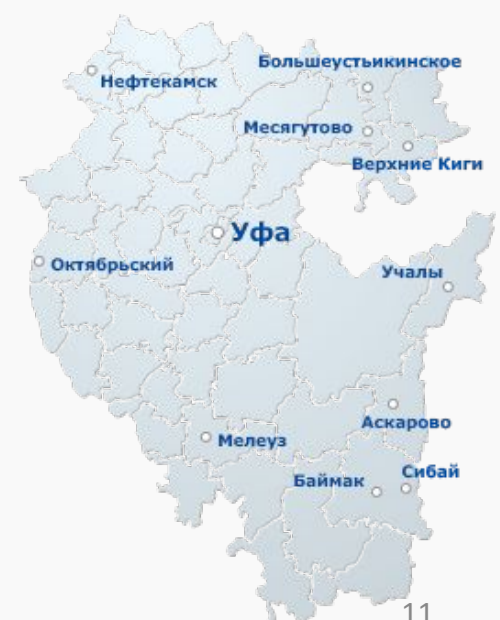 Большеустьикинское
Нефтекамск
Месягутово
Верхние Киги
Уфа
Октябрьский
Учалы
Аскарово
Мелеуз
Сибай
Баймак
11